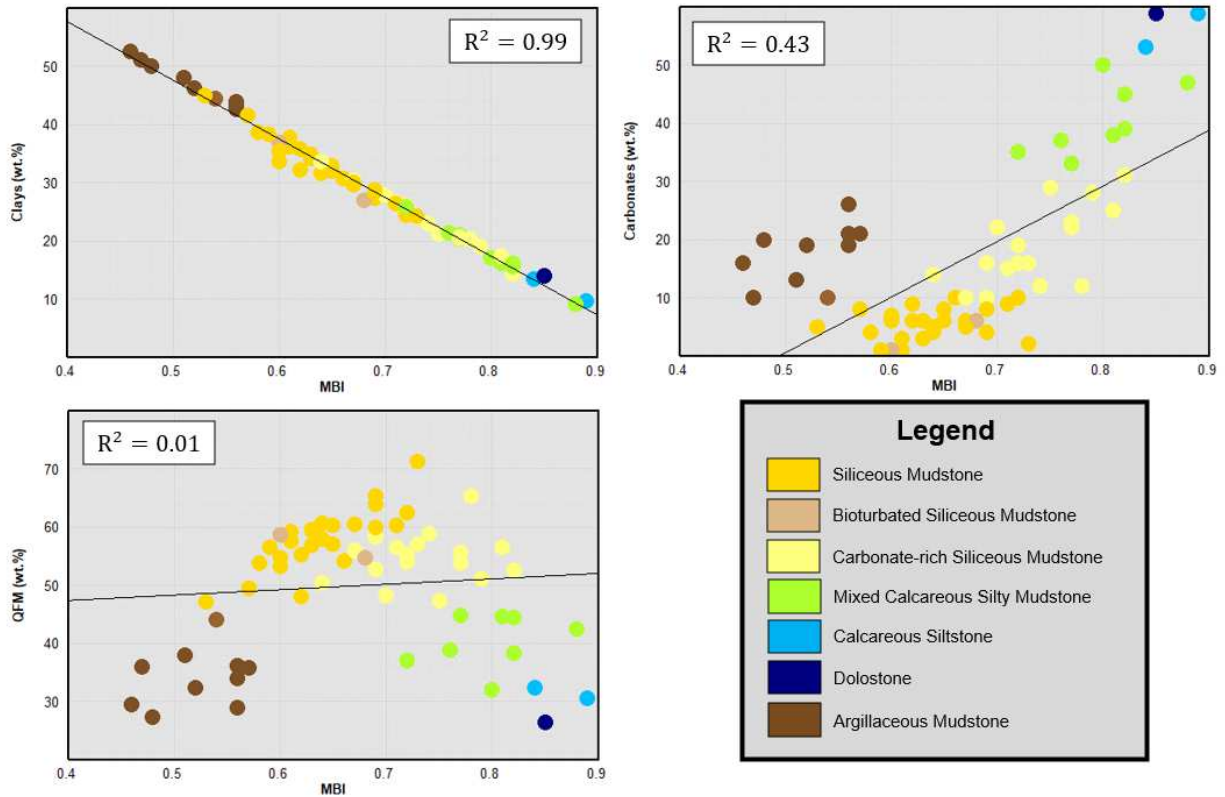 R² = 0.99
Clays (wt.%)
50
40
30
20
10
0.4 0.5 0.6 0.7 0.8 0.9
MBI
R² = 0.43
Carbonates (wt.%)
50
40
30
20
10
0.4 0.5 0.6 0.7 0.8 0.9
MBI
R² = 0.01
QFM (wt.%)
70
60
50
40
30
20
0.4 0.5 0.6 0.7 0.8 0.9
MBI
Legend
Siliceous Mudstone
Bioturbated Siliceous Mudstone
Carbonate-rich Siliceous Mudstone
Mixed Calcareous Silty Mudstone
Calcareous Siltstone
Dolostone
Argillaceous Mudstone